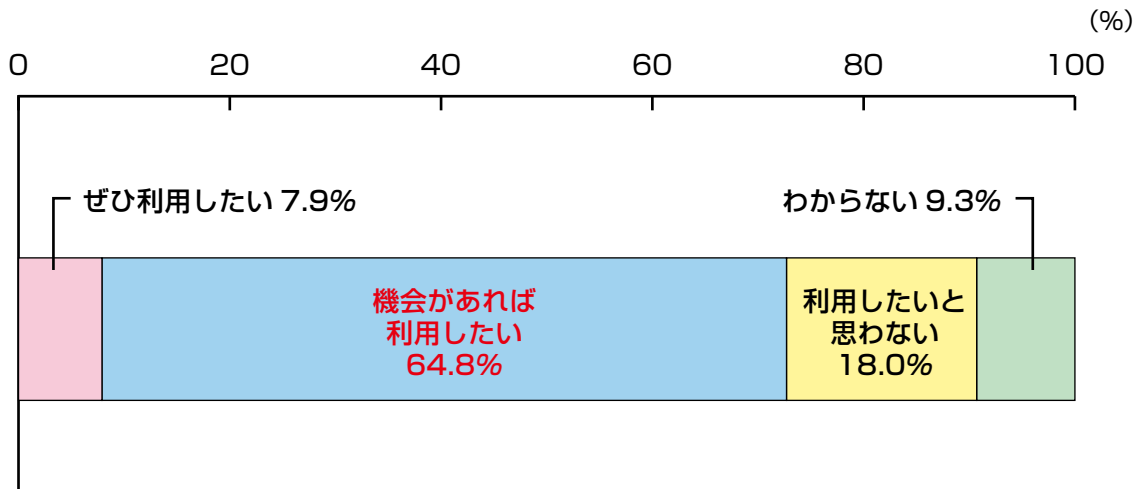 (%)
0 20 40 60 80 100
ぜひ利用したい 7.9%
わからない 9.3%
機会があれば
利用したい
64.8%
利用したいと
思わない
18.0%